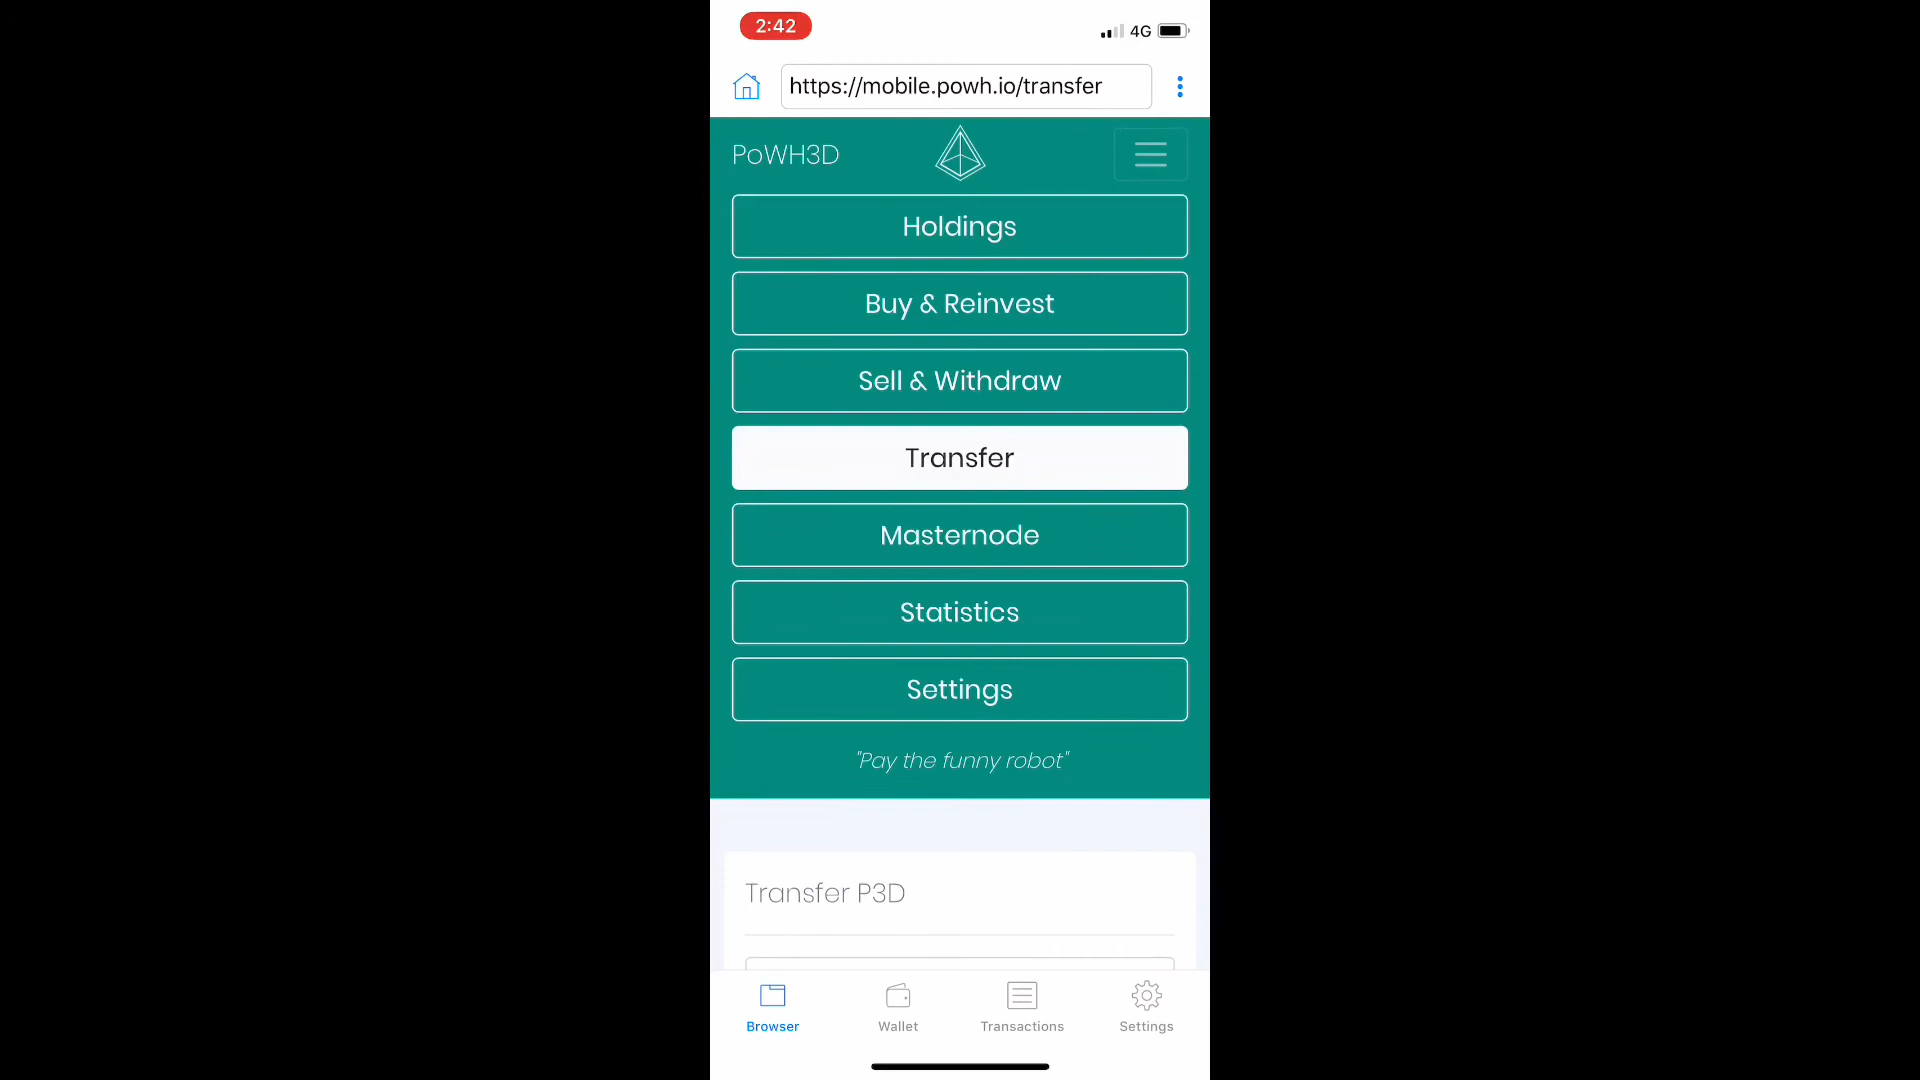 2:42
4G
https://mobile.powh.io/transfer
PoWH3D
Holdings
Buy & Reinvest
Sell & Withdraw
Transfer
Masternode
Statistics
Settings
"Pay the funny robot"
Transfer P3D
Browser
Wallet
Transactions
Settings